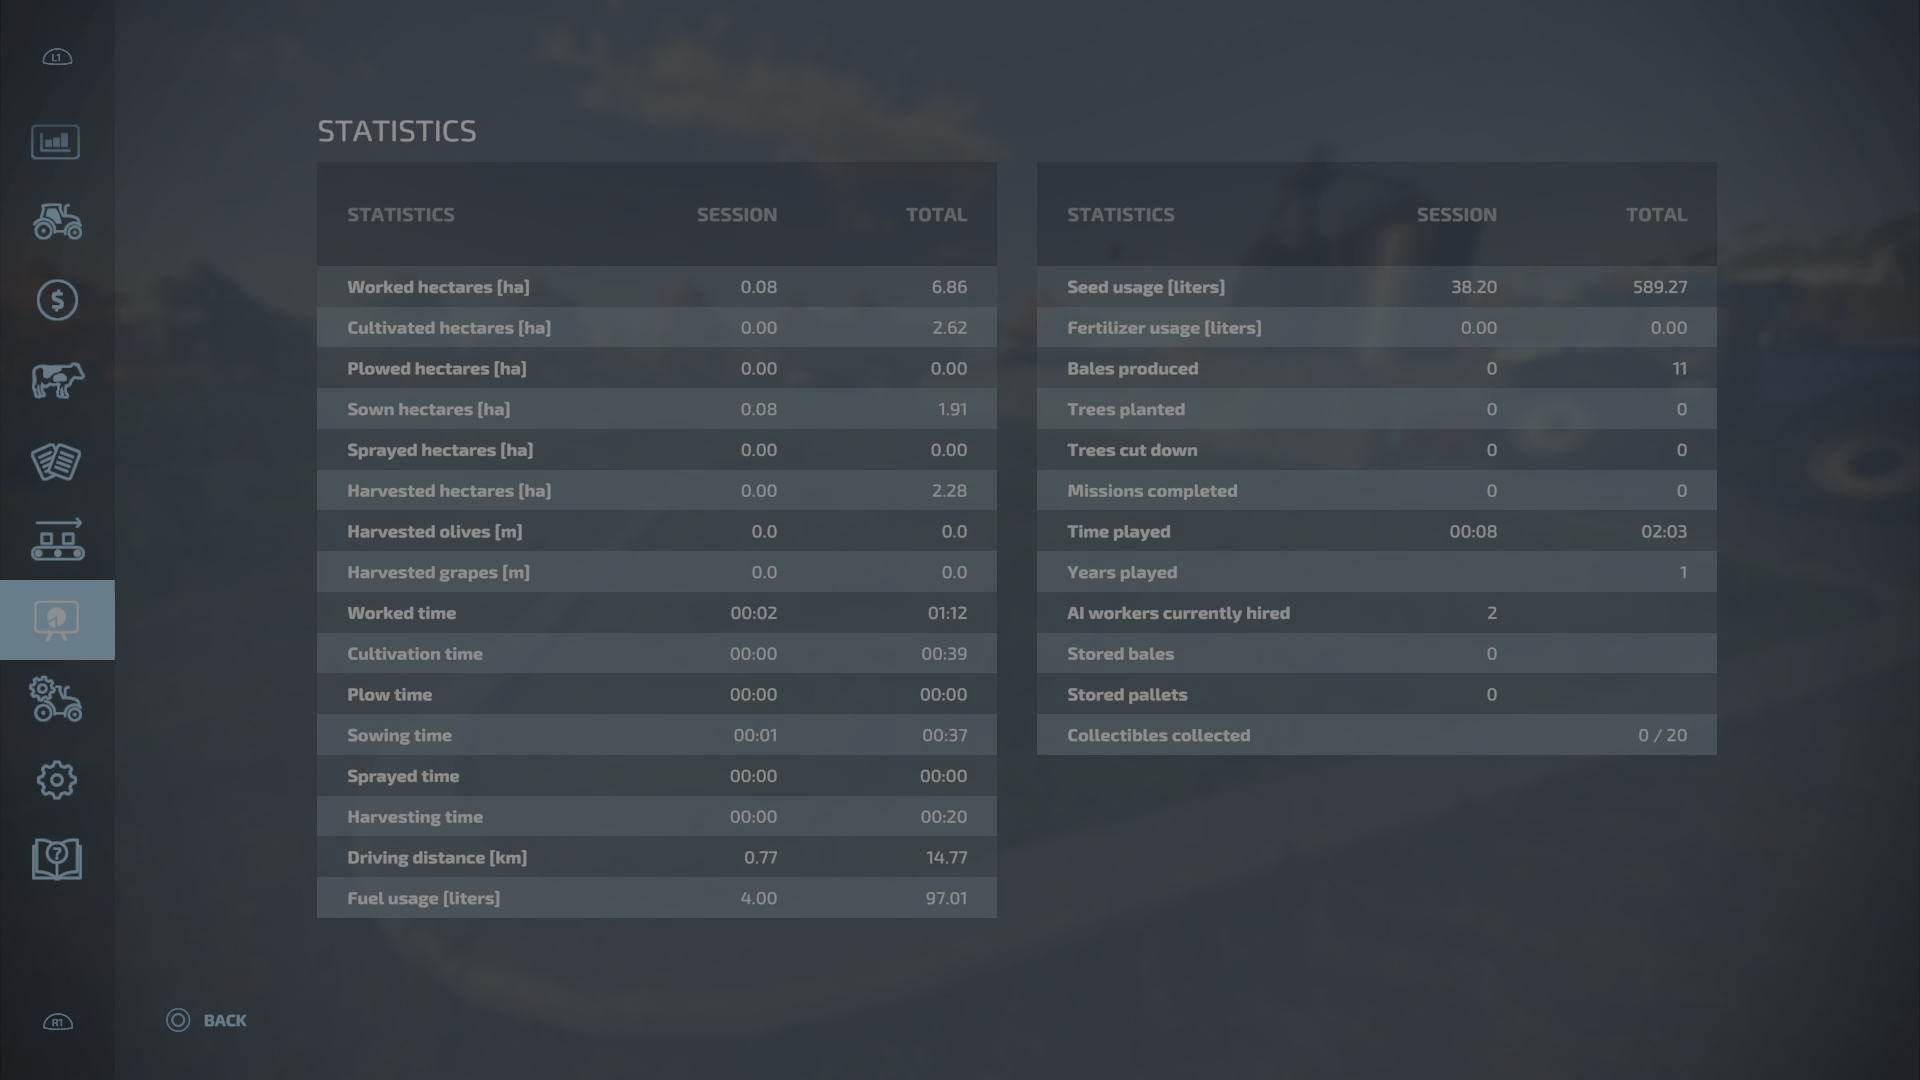 L1
STATISTICS
STATISTICS SESSION TOTAL
Worked hectares [ha] 0.08 6.86
Cultivated hectares [ha] 0.00 2.62
Plowed hectares [ha] 0.00 0.00
Sown hectares [ha] 0.08 1.91
Sprayed hectares [ha] 0.00 0.00
Harvested hectares [ha] 0.00 2.28
Harvested olives [m] 0.0 0.0
Harvested grapes [m] 0.0 0.0
Worked time 00:02 01:12
Cultivation time 00:00 00:39
Plow time 00:00 00:00
Sowing time 00:01 00:37
Sprayed time 00:00 00:00
Harvesting time 00:00 00:20
Driving distance [km] 0.77 14.77
Fuel usage [liters] 4.00 97.01
STATISTICS SESSION TOTAL
Seed usage [liters] 38.20 589.27
Fertilizer usage [liters] 0.00 0.00
Bales produced 0 11
Trees planted 0 0
Trees cut down 0 0
Missions completed 0 0
Time played 00:08 02:03
Years played 1
AI workers currently hired 2
Stored bales 0
Stored pallets 0
Collectibles collected 0 / 20
R1
BACK